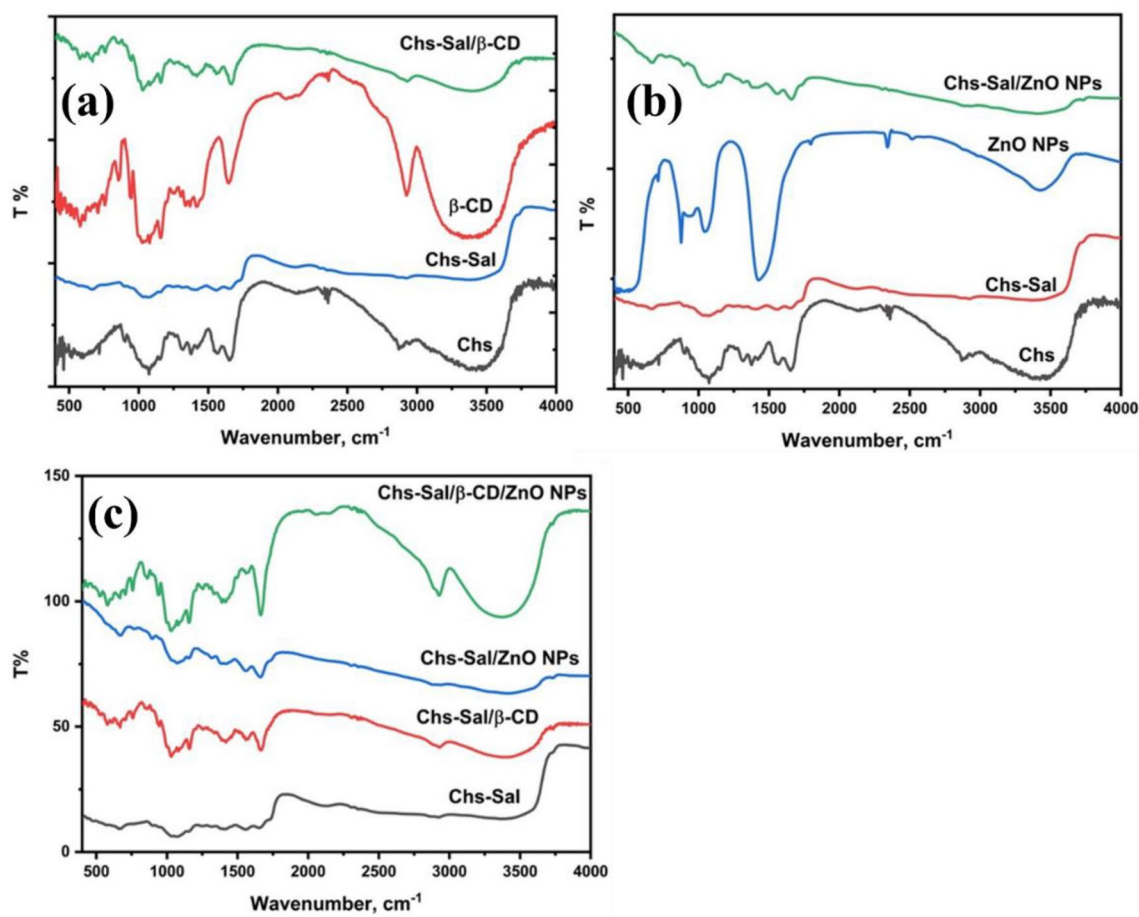 (a)
Chs-Sal/β-CD
β-CD
Chs-Sal
Chs
T %
500 1000 1500 2000 2500 3000 3500 4000
Wavenumber, cm-1
(b)
Chs-Sal/ZnO NPs
ZnO NPs
Chs-Sal
Chs
T %
500 1000 1500 2000 2500 3000 3500 4000
Wavenumber, cm-1
(c)
Chs-Sal/β-CD/ZnO NPs
Chs-Sal/ZnO NPs
Chs-Sal/β-CD
Chs-Sal
T%
150
100
50
0
500 1000 1500 2000 2500 3000 3500 4000
Wavenumber, cm-1